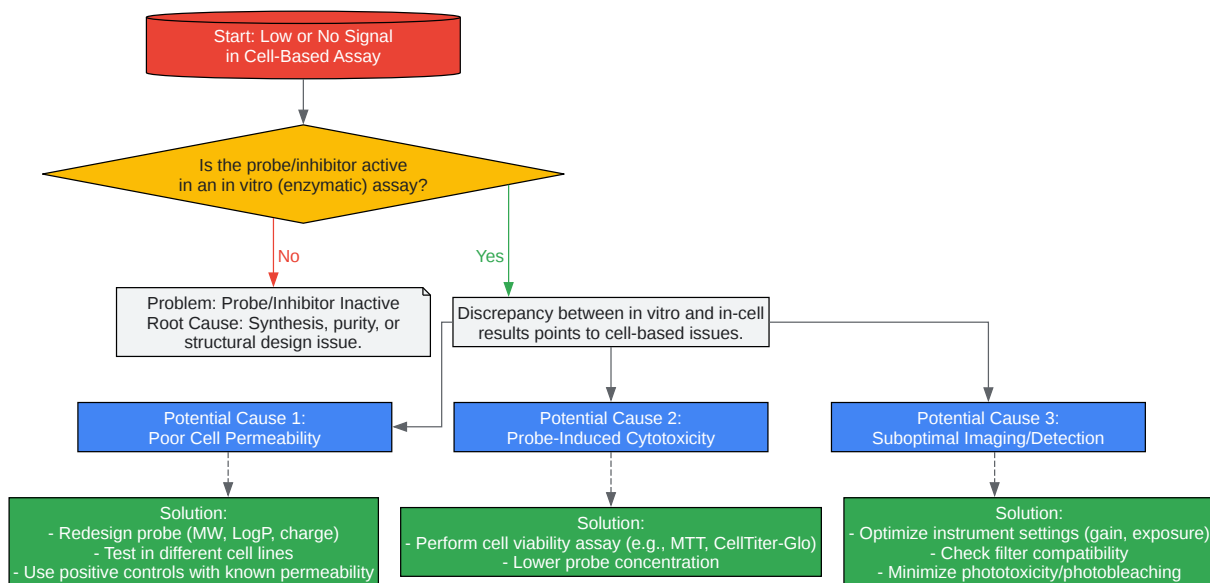 Start: Low or No Signal
in Cell-Based Assay
Is the probe/inhibitor active
in an in vitro (enzymatic) assay?
No
Yes
Problem: Probe/Inhibitor Inactive
Root Cause: Synthesis, purity, or
structural design issue.
Discrepancy between in vitro and in-cell
results points to cell-based issues.
Potential Cause 1:
Poor Cell Permeability
Potential Cause 2:
Probe-Induced Cytotoxicity
Potential Cause 3:
Suboptimal Imaging/Detection
Solution:
- Redesign probe (MW, LogP, charge)
- Test in different cell lines
- Use positive controls with known permeability
Solution:
- Perform cell viability assay (e.g., MTT, CellTiter-Glo)
- Lower probe concentration
Solution:
- Optimize instrument settings (gain, exposure)
- Check filter compatibility
- Minimize phototoxicity/photobleaching